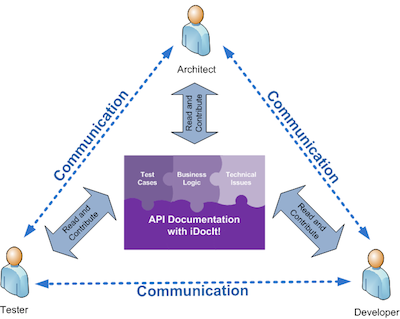 Architect
Communication
Communication
Read and
Contribute
Test
Cases
Business
Logic
Technical
Issues
API Documentation
with iDocIt!
Read and
Contribute
Read and
Contribute
Tester
Communication
Developer